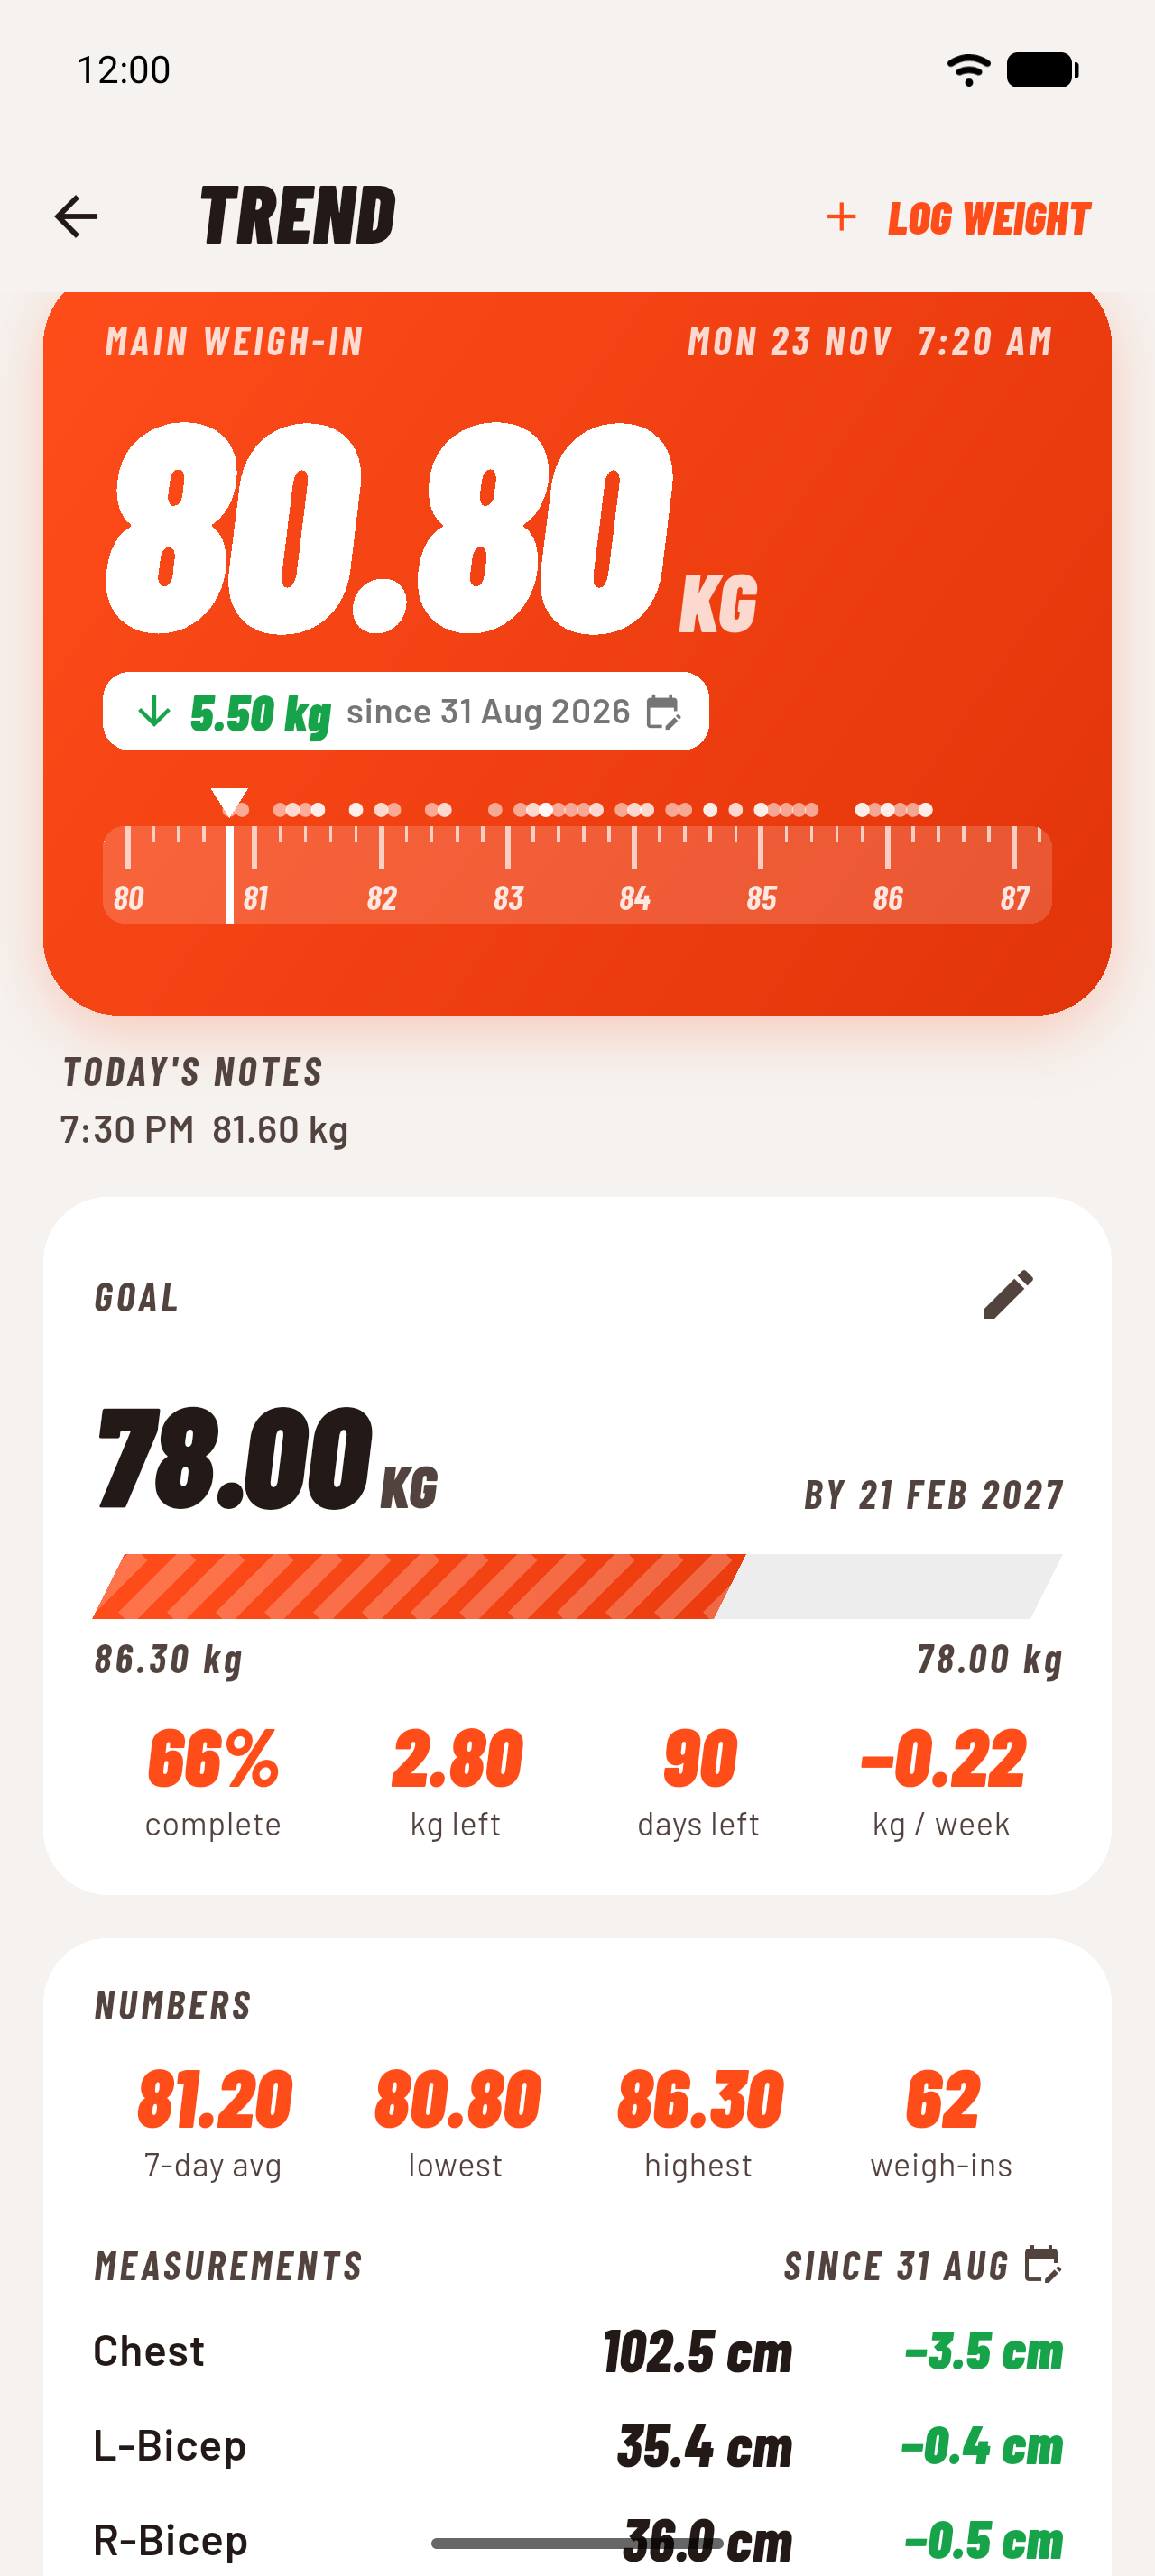 12:00
TREND
+ LOG WEIGHT
MAIN WEIGH-IN
MON 23 NOV 7:20 AM
80.80 KG
5.50 kg since 31 Aug 2026
80 81 82 83 84 85 86 87
TODAY'S NOTES
7:30 PM 81.60 kg
GOAL
78.00 KG
BY 21 FEB 2027
86.30 kg
78.00 kg
66% 2.80 90 −0.22
complete kg left days left kg / week
NUMBERS
81.20 80.80 86.30 62
7-day avg lowest highest weigh-ins
MEASUREMENTS
SINCE 31 AUG
Chest 102.5 cm −3.5 cm
L-Bicep 35.4 cm −0.4 cm
R-Bicep 36.0 cm −0.5 cm